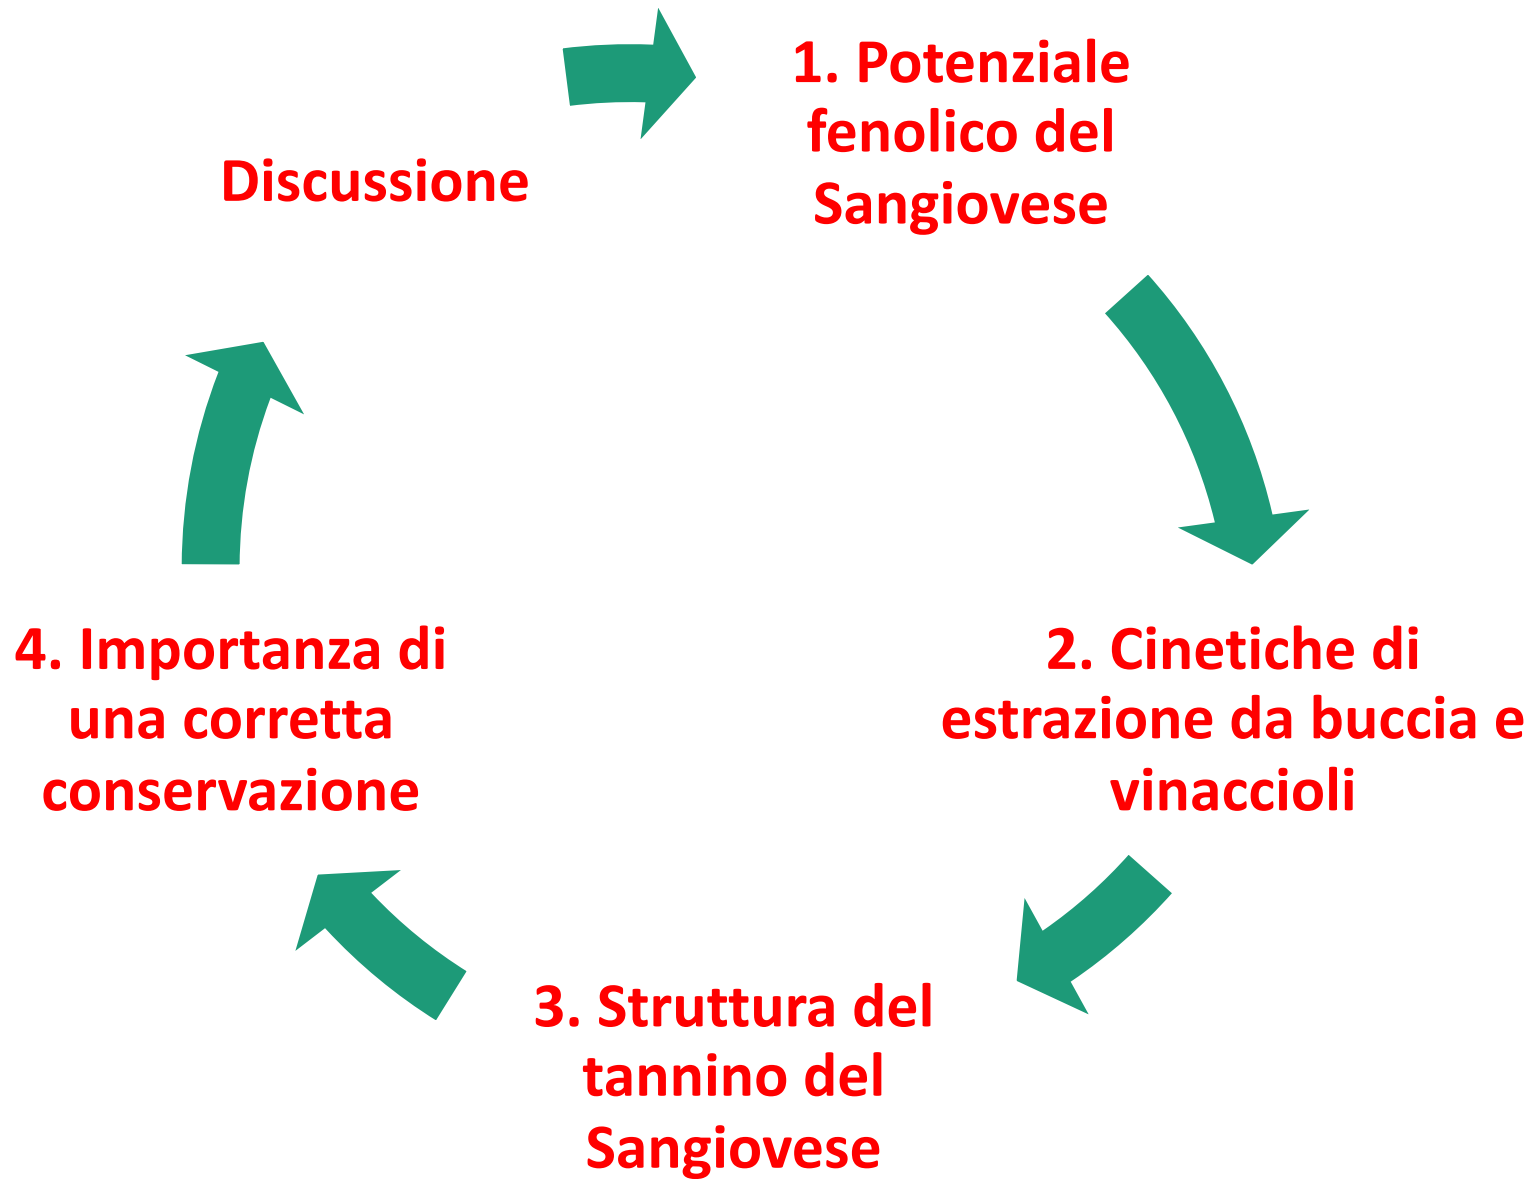 1. Potenziale
fenolico del
Sangiovese
2. Cinetiche di
estrazione da buccia e
vinaccioli
3. Struttura del
tannino del
Sangiovese
4. Importanza di
una corretta
conservazione
Discussione